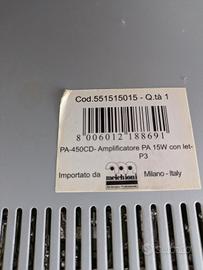 Cod.551515015 - Q.tà 1
8 006012 188691
PA-450CD- Amplificatore PA 15W con let-
P3
Importato da melchioni Milano - Italy